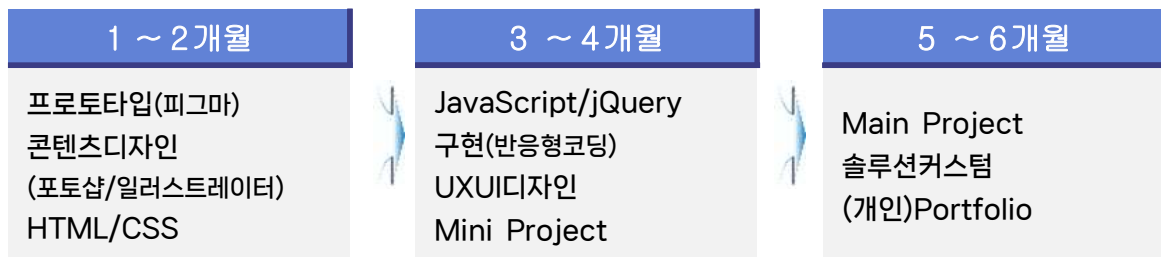 1 ~ 2개월
프로토타입(피그마)
콘텐츠디자인
(포토샵/일러스트레이터)
HTML/CSS
3 ~ 4개월
JavaScript/jQuery
구현(반응형코딩)
UXUI디자인
Mini Project
5 ~ 6개월
Main Project
솔루션커스텀
(개인)Portfolio